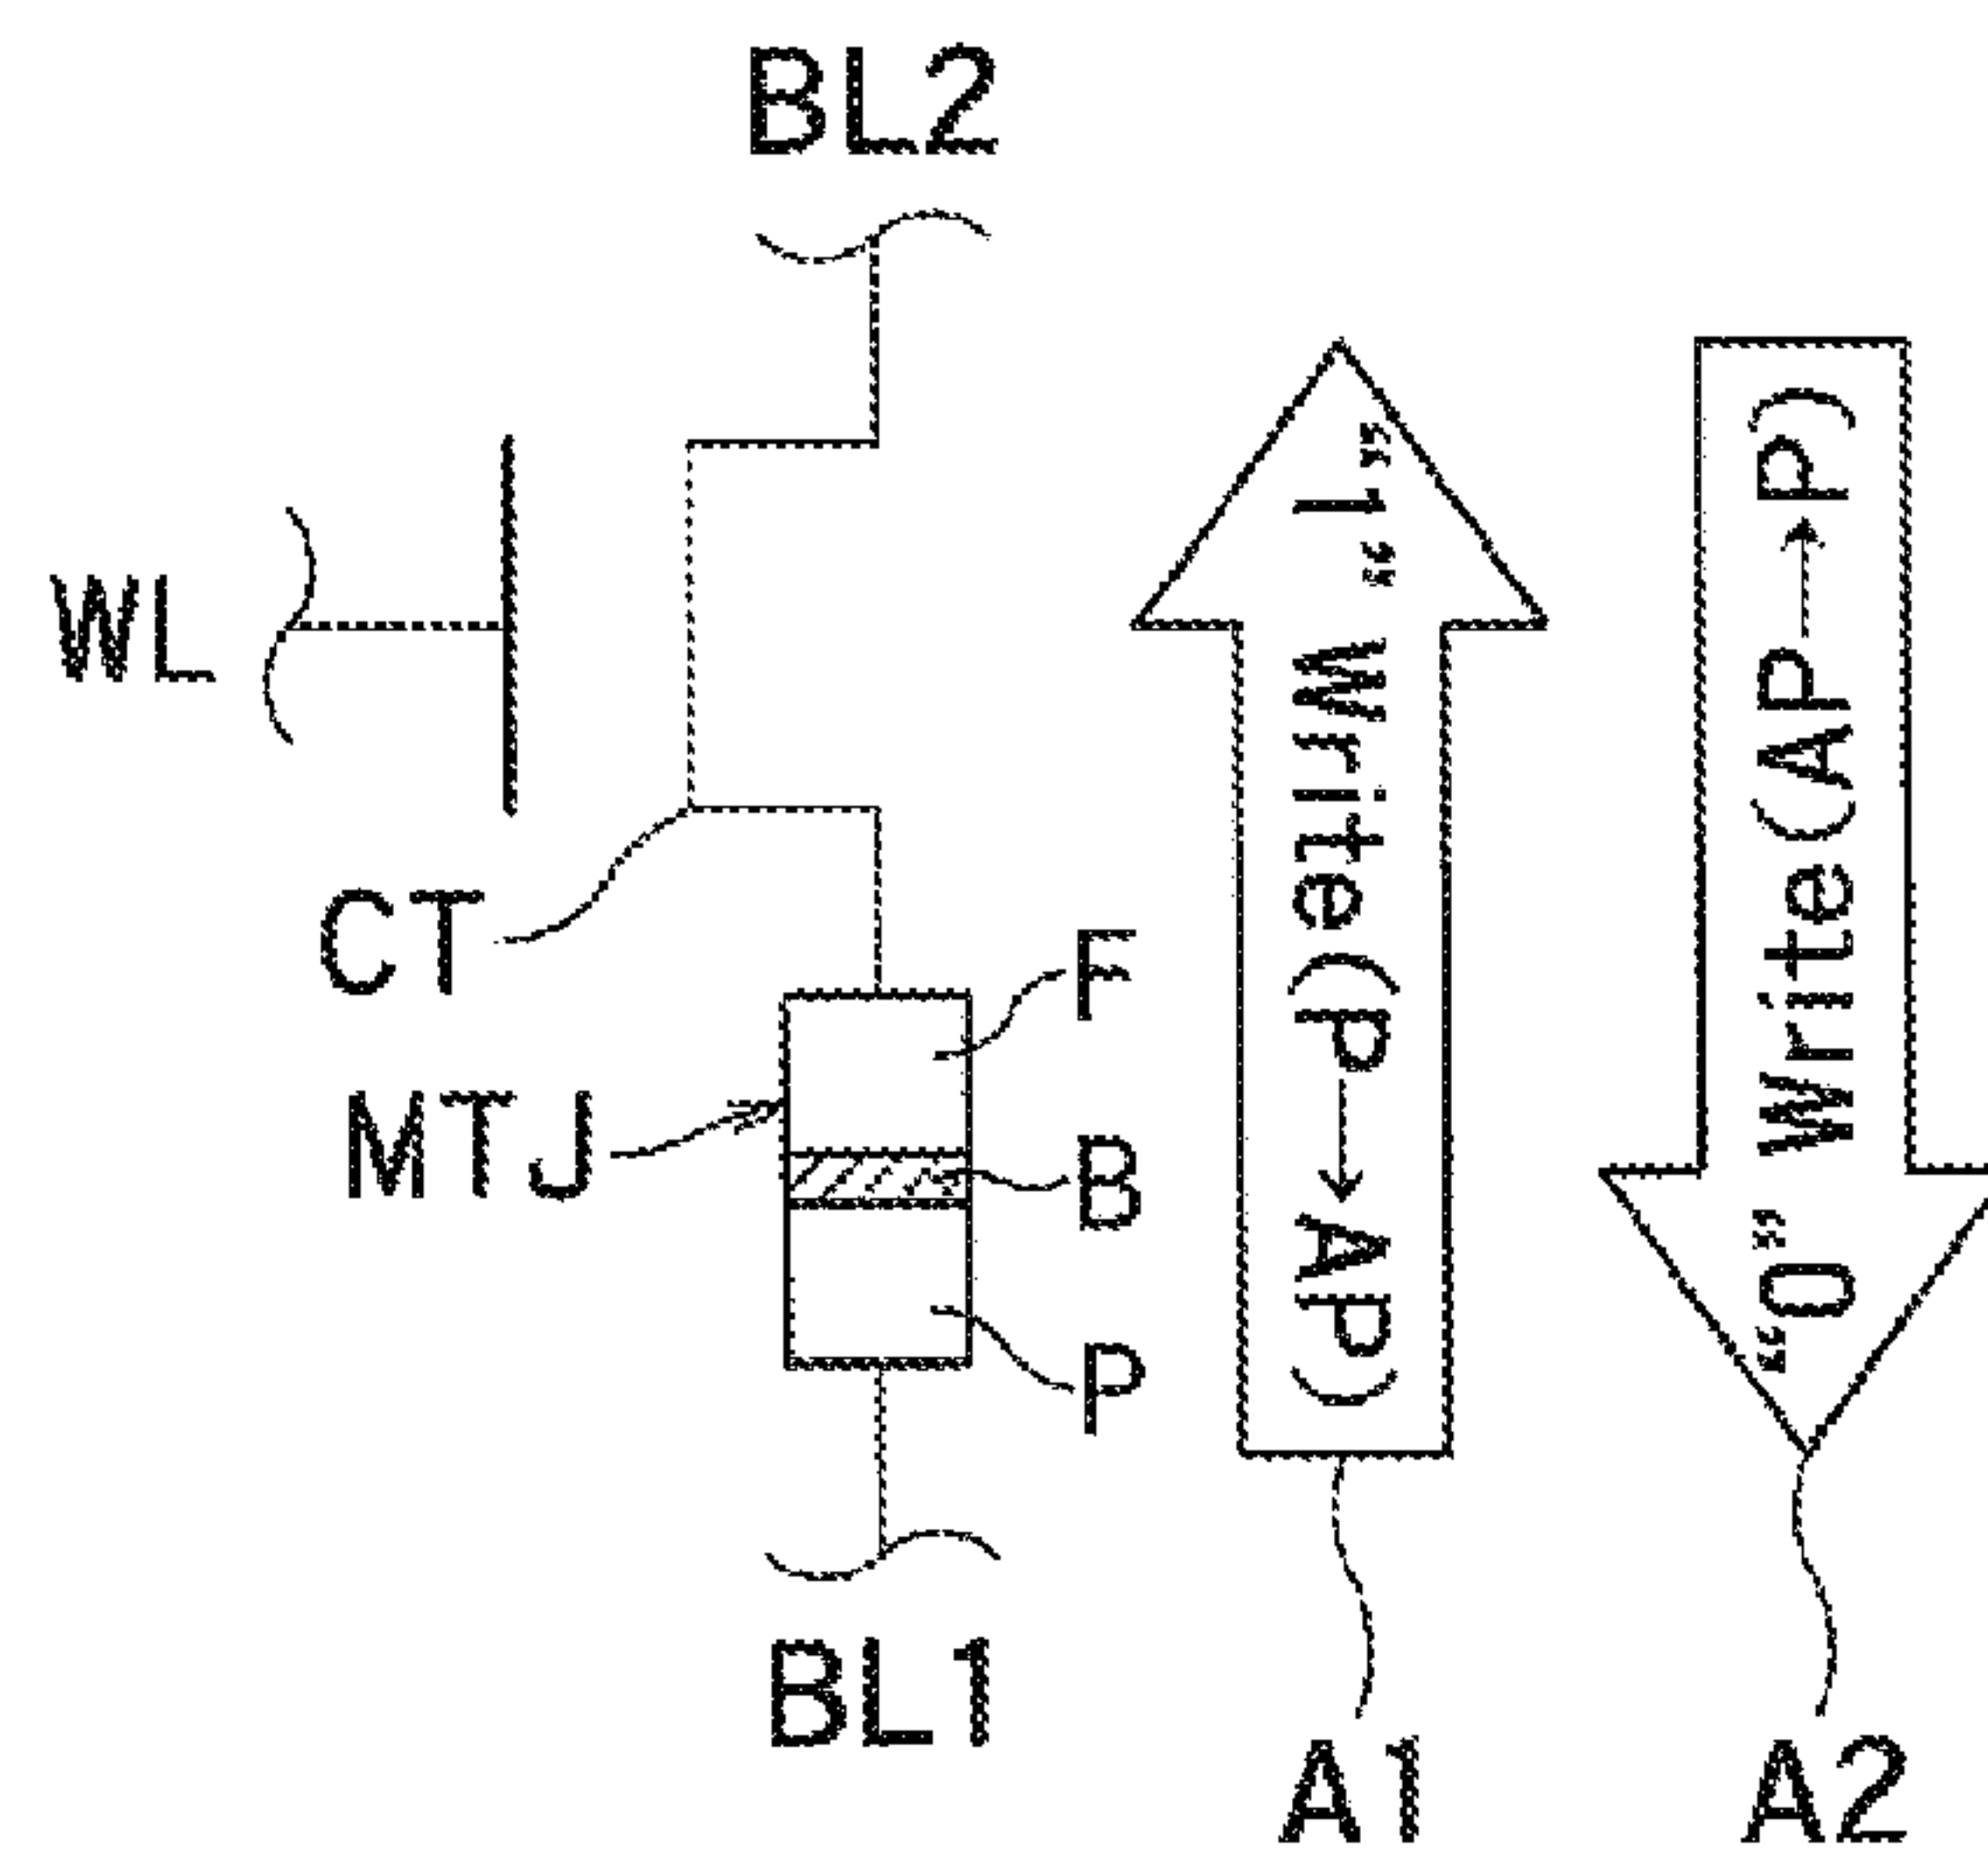 BL2
WL
CT
MTJ
F
B
P
BL1
"1" Write(P→AP)
A1
"0" Write(AP→P)
A2